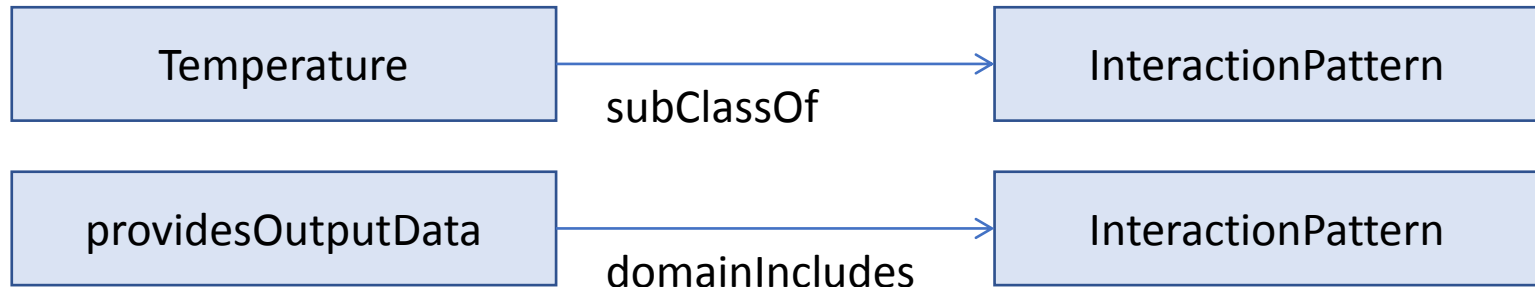 Temperature
subClassOf
InteractionPattern
providesOutputData
domainIncludes
InteractionPattern